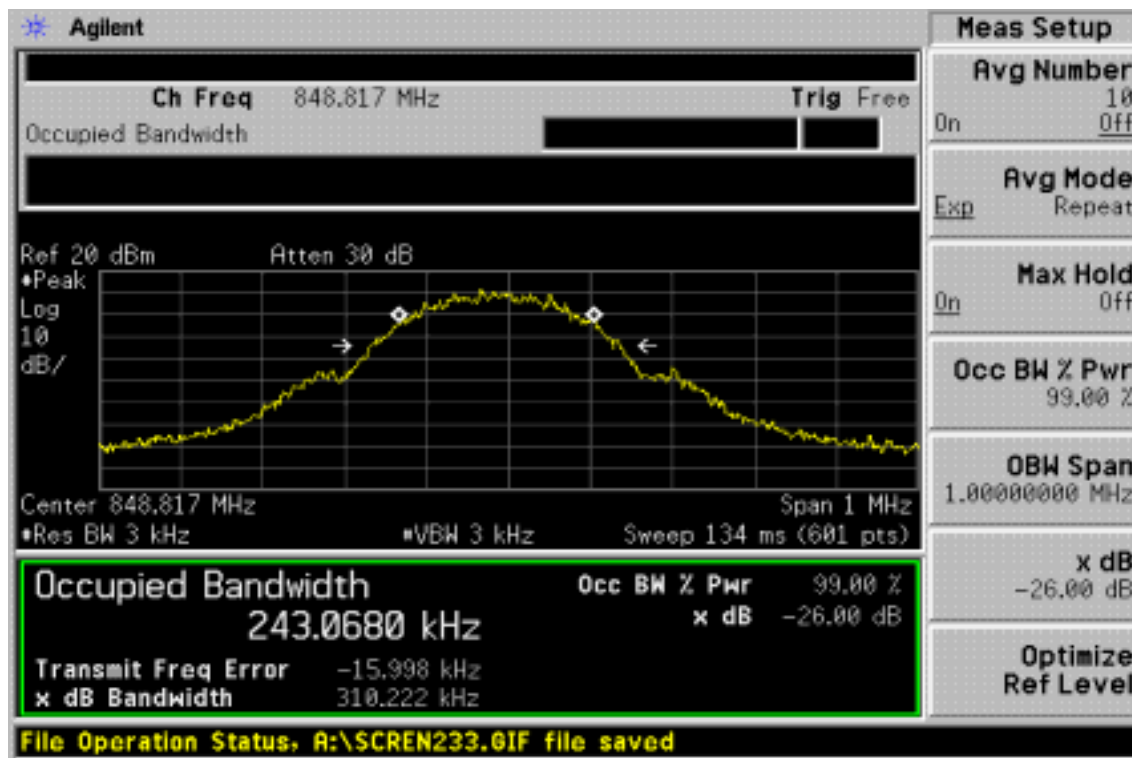 Agilent
Meas Setup
Ch Freq 848.817 MHz Trig Free
Occupied Bandwidth
Avg Number
10
On Off
Avg Mode
Exp Repeat
Ref 20 dBm Atten 30 dB
Max Hold
On Off
#Peak
Log
10
dB/
Occ BW % Pwr
99.00 %
OBW Span
1.00000000 MHz
Center 848.817 MHz Span 1 MHz
#Res BW 3 kHz #VBW 3 kHz Sweep 134 ms (601 pts)
x dB
-26.00 dB
Optimize
Ref Level
Occupied Bandwidth Occ BW % Pwr 99.00 %
243.0680 kHz x dB -26.00 dB
Transmit Freq Error -15.998 kHz
x dB Bandwidth 310.222 kHz
File Operation Status, A:\SCREN233.GIF file saved